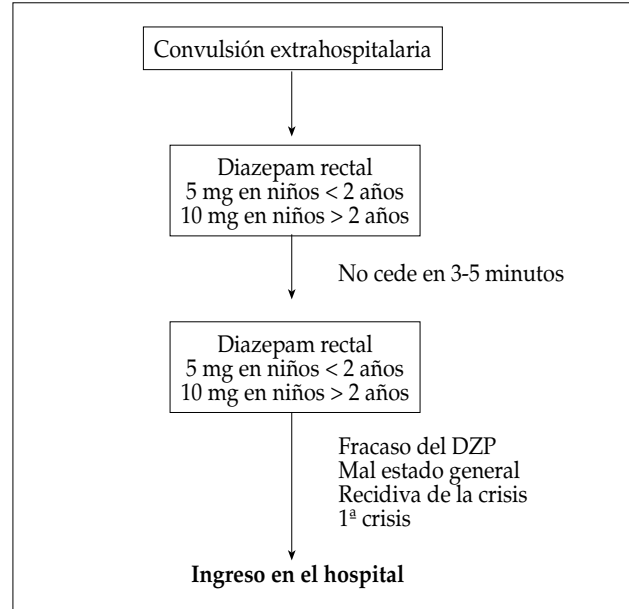 Convulsión extrahospitalaria
Diazepam rectal
5 mg en niños < 2 años
10 mg en niños > 2 años
No cede en 3-5 minutos
Diazepam rectal
5 mg en niños < 2 años
10 mg en niños > 2 años
Fracaso del DZP
Mal estado general
Recidiva de la crisis
1ª crisis
Ingreso en el hospital